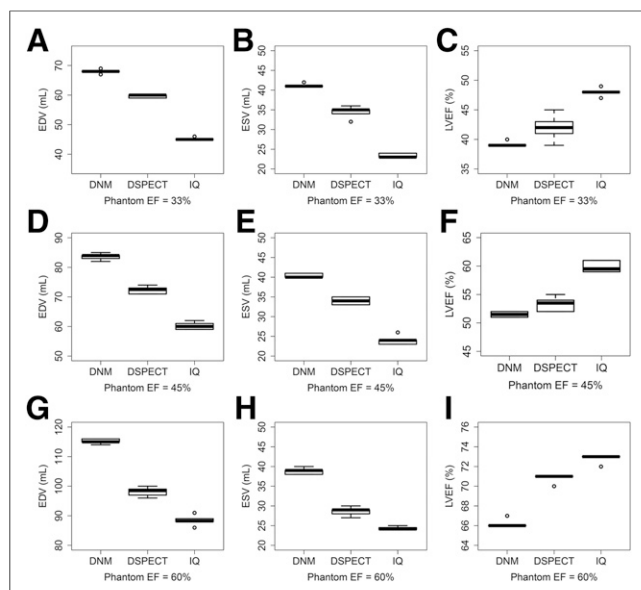 A
EDV (mL)
70
60
50
40
DNM DSPECT IQ
Phantom EF = 33%
B
ESV (mL)
50
45
40
35
30
25
20
DNM DSPECT IQ
Phantom EF = 33%
C
LVEF (%)
50
45
40
35
DNM DSPECT IQ
Phantom EF = 33%
D
EDV (mL)
90
80
70
60
50
DNM DSPECT IQ
Phantom EF = 45%
E
ESV (mL)
50
45
40
35
30
25
20
DNM DSPECT IQ
Phantom EF = 45%
F
LVEF (%)
60
55
50
45
DNM DSPECT IQ
Phantom EF = 45%
G
EDV (mL)
120
110
100
90
80
DNM DSPECT IQ
Phantom EF = 60%
H
ESV (mL)
50
45
40
35
30
25
20
DNM DSPECT IQ
Phantom EF = 60%
I
LVEF (%)
76
74
72
70
68
66
64
DNM DSPECT IQ
Phantom EF = 60%